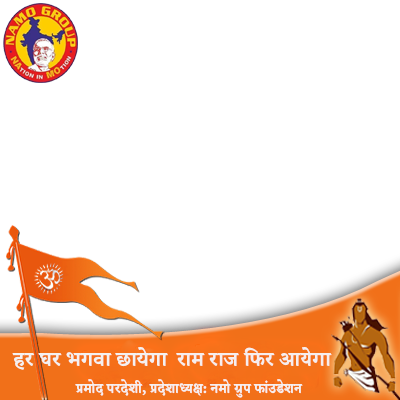 NAMO GROUP
NATION IN MOTION
हर घर भगवा छायेगा राम राज फिर आयेगा
प्रमोद परदेशी, प्रदेशाध्यक्ष: नमो ग्रुप फांउडेशन